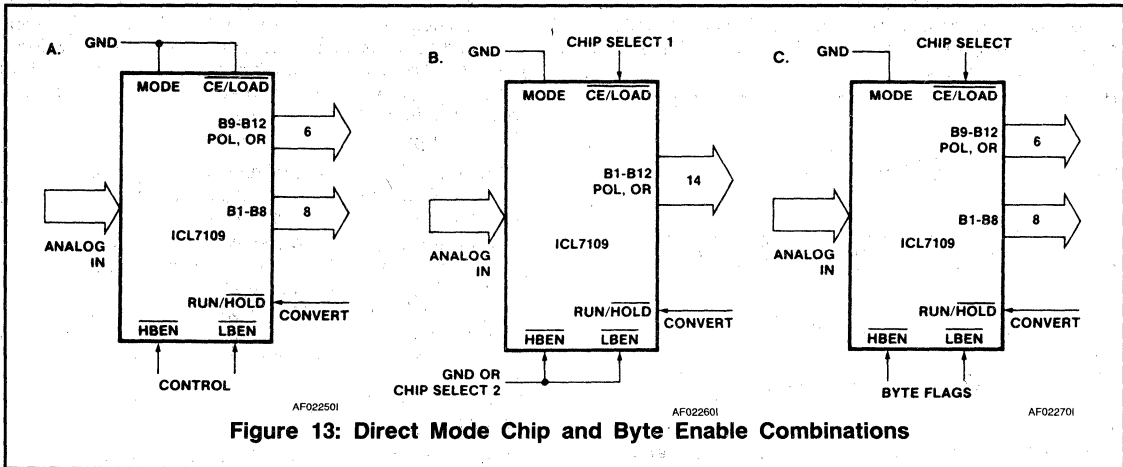 A.
GND
MODE
CE/LOAD
B9-B12
POL, OR
6
B1-B8
8
ICL7109
ANALOG
IN
RUN/HOLD
CONVERT
HBEN
LBEN
CONTROL
AF02250I
B.
GND
CHIP SELECT 1
MODE
CE/LOAD
B1-B12
POL, OR
14
ANALOG
IN
ICL7109
RUN/HOLD
CONVERT
HBEN
LBEN
GND OR
CHIP SELECT 2
AF02260I
C.
GND
CHIP SELECT
MODE
CE/LOAD
B9-B12
POL, OR
6
B1-B8
8
ICL7109
ANALOG
IN
RUN/HOLD
CONVERT
HBEN
LBEN
BYTE FLAGS
AF02270I
Figure 13: Direct Mode Chip and Byte Enable Combinations